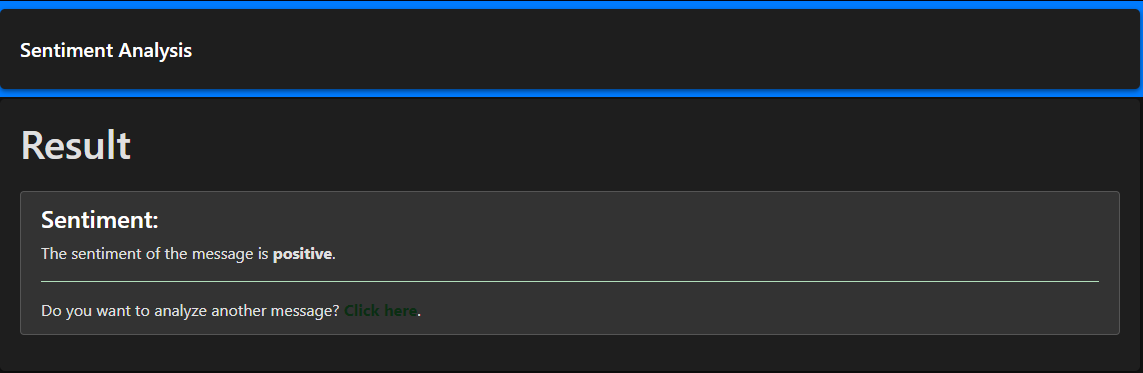 Sentiment Analysis
Result
Sentiment:
The sentiment of the message is positive.
Do you want to analyze another message? Click here.